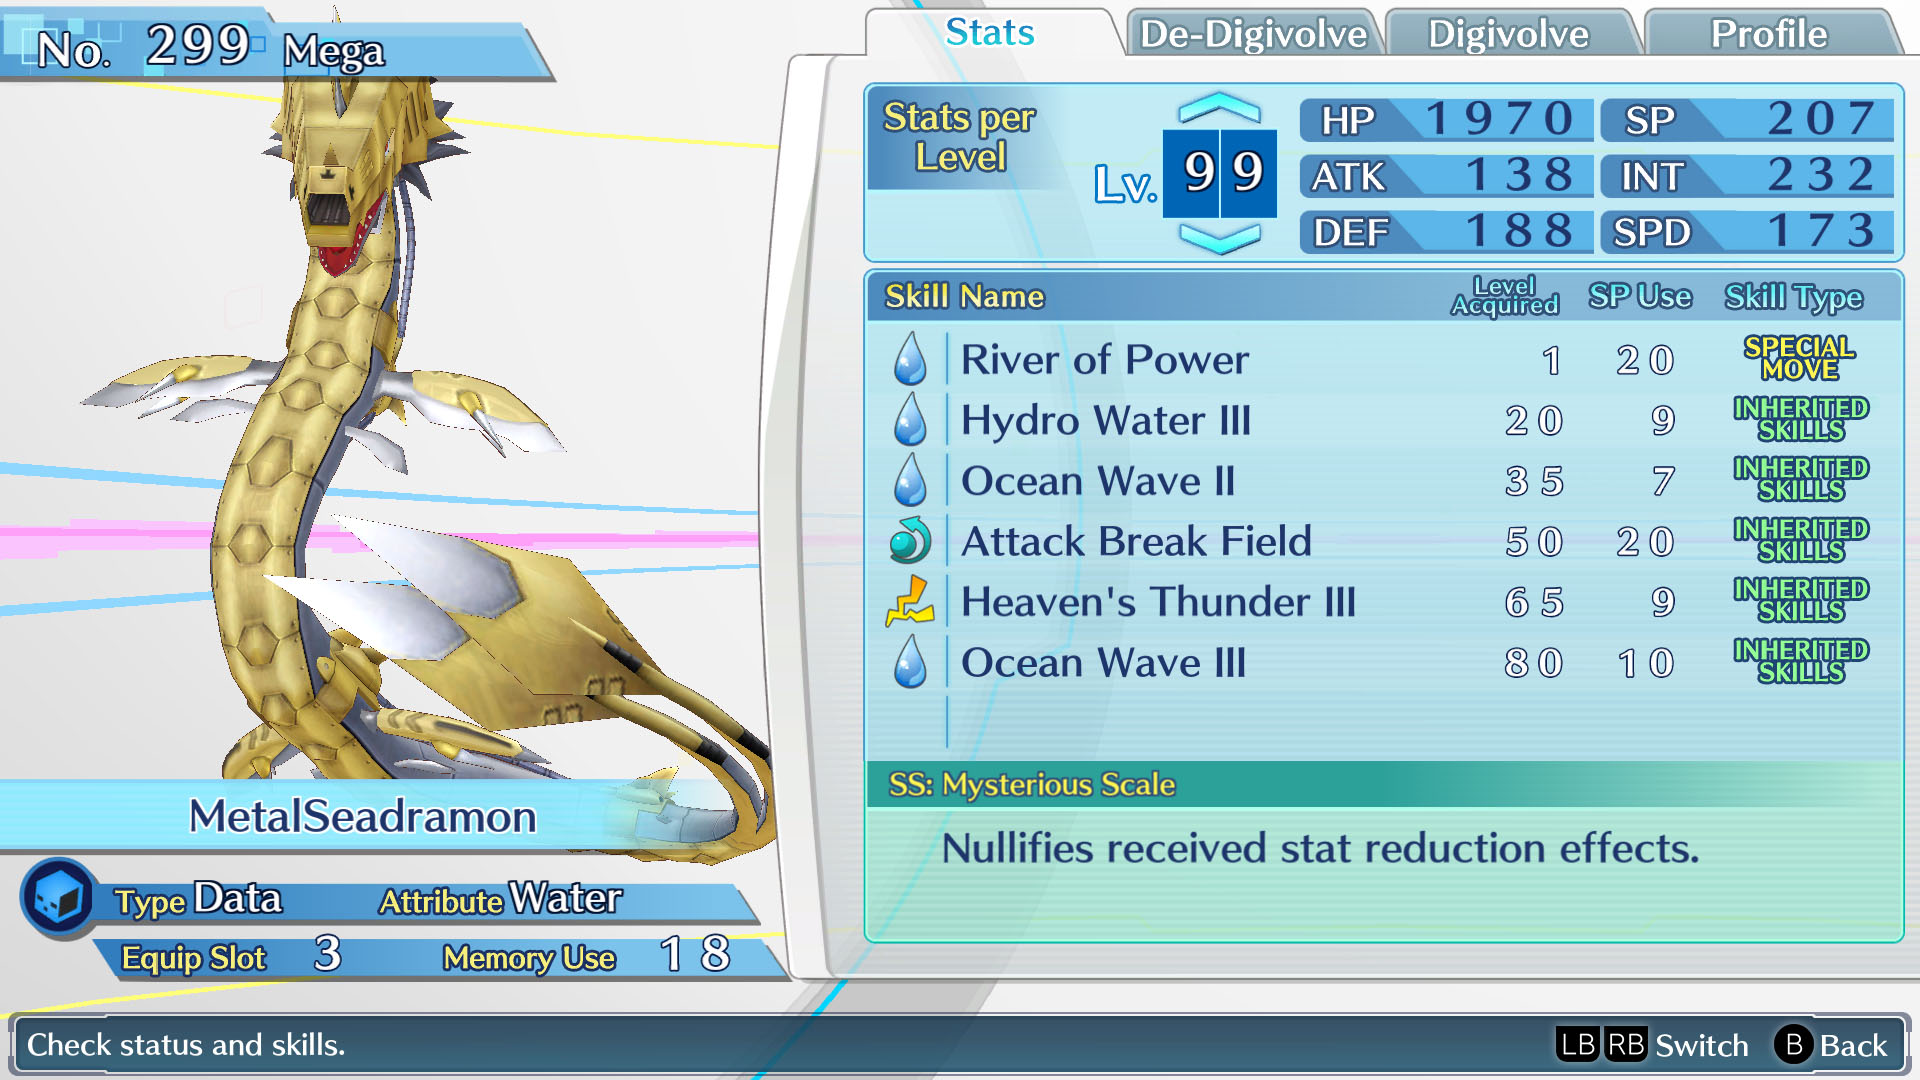 No. 299 Mega
Stats
De-Digivolve
Digivolve
Profile
Stats per
Level
Lv. 99
HP 1970
SP 207
ATK 138
INT 232
DEF 188
SPD 173
Skill Name
Level
Acquired
SP Use
Skill Type
River of Power 1 20 SPECIAL
MOVE
Hydro Water III 20 9 INHERITED
SKILLS
Ocean Wave II 35 7 INHERITED
SKILLS
Attack Break Field 50 20 INHERITED
SKILLS
Heaven's Thunder III 65 9 INHERITED
SKILLS
Ocean Wave III 80 10 INHERITED
SKILLS
SS: Mysterious Scale
Nullifies received stat reduction effects.
MetalSeadramon
Type Data Attribute Water
Equip Slot 3 Memory Use 18
Check status and skills.
LB RB Switch B Back